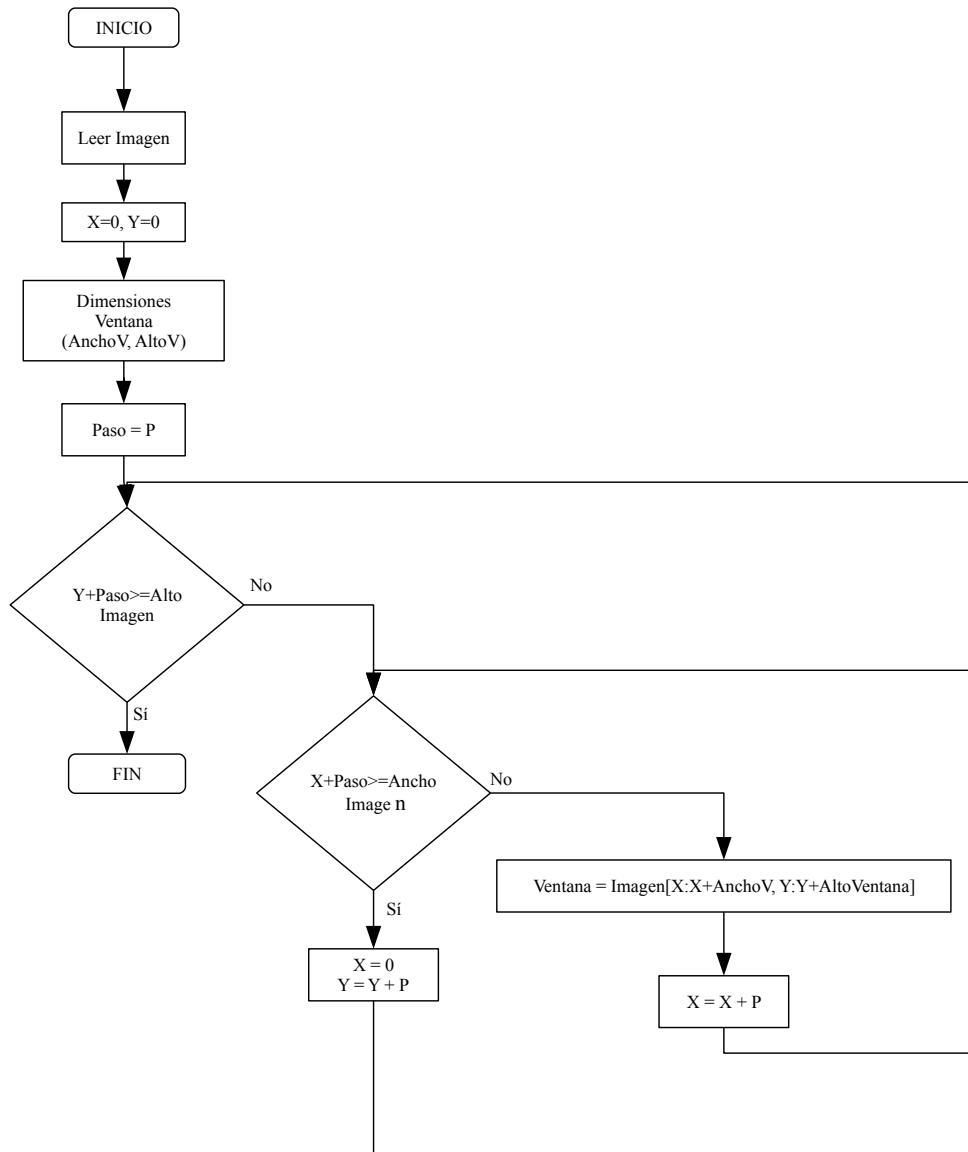 INICIO
Leer Imagen
X=0, Y=0
Dimensiones
Ventana
(AnchoV, AltoV)
Paso = P
Y+Paso>=Alto
Imagen
No
Sí
FIN
X+Paso>=Ancho
Image n
No
Sí
Ventana = Imagen[X:X+AnchoV, Y:Y+AltoVentana]
X = 0
Y = Y + P
X = X + P